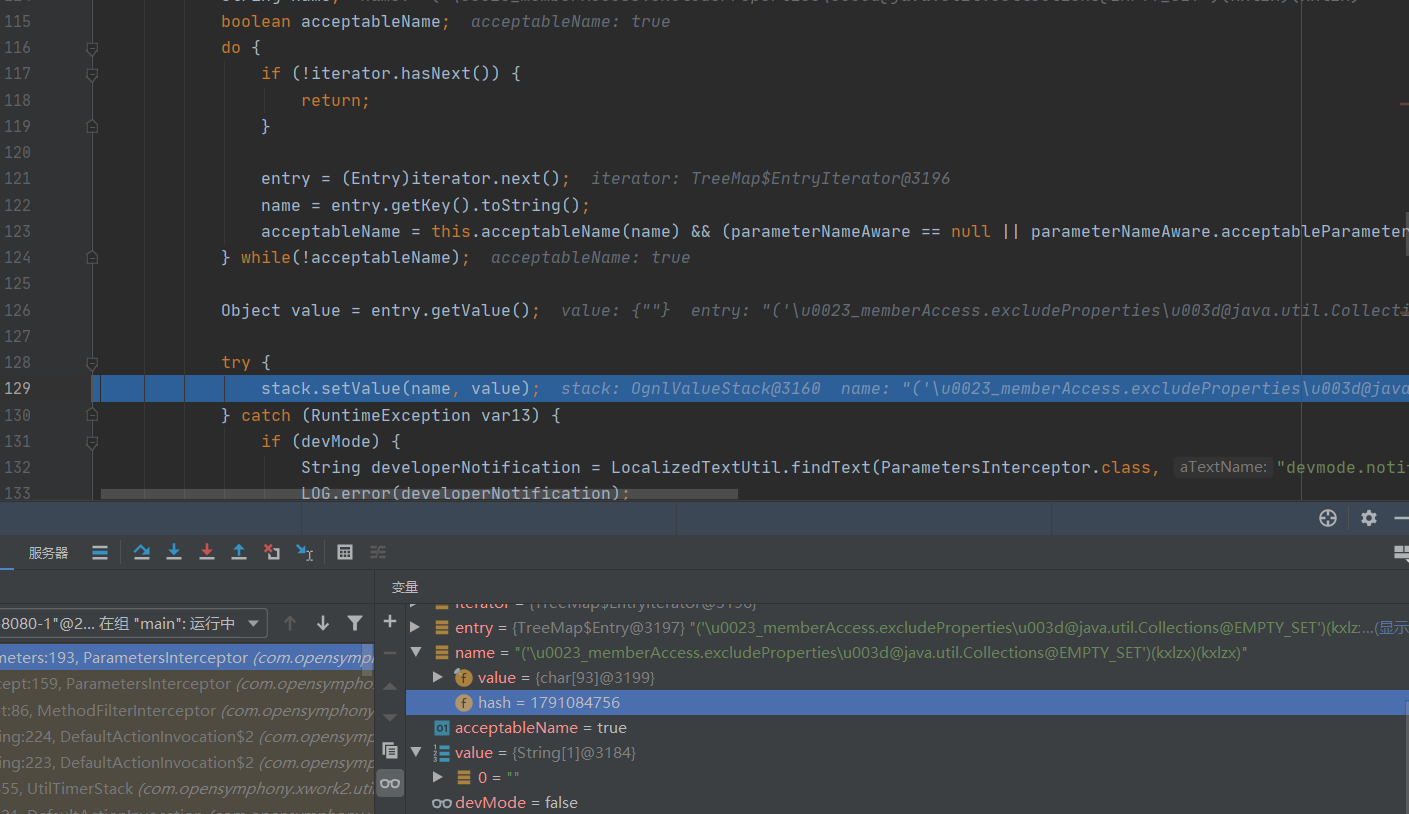 115 boolean acceptableName; acceptableName: true
116 do {
117 if (!iterator.hasNext()) {
118 return;
119 }
120
121 entry = (Entry)iterator.next(); iterator: TreeMap$EntryIterator@3196
122 name = entry.getKey().toString();
123 acceptableName = this.acceptableName(name) && (parameterNameAware == null || parameterNameAware.acceptableParameter
124 } while(!acceptableName); acceptableName: true
125
126 Object value = entry.getValue(); value: {""} entry: "('\u0023_memberAccess.excludeProperties\u003d@java.util.Collecti
127
128 try {
129 stack.setValue(name, value); stack: OgnlValueStack@3160 name: "('\u0023_memberAccess.excludeProperties\u003d@java
130 } catch (RuntimeException var13) {
131 if (devMode) {
132 String developerNotification = LocalizedTextUtil.findText(ParametersInterceptor.class, aTextName: "devmode.noti
133 LOG.error(developerNotification);
服务器
变量
8080-1"@2... 在组 "main": 运行中
iterator = {TreeMap$EntryIterator@3196}
entry = {TreeMap$Entry@3197} "('\u0023_memberAccess.excludeProperties\u003d@java.util.Collections@EMPTY_SET')(kxlz:...(显示
name = "('\u0023_memberAccess.excludeProperties\u003d@java.util.Collections@EMPTY_SET')(kxlzx)(kxlzx)"
value = {char[93]@3199}
hash = 1791084756
acceptableName = true
value = {String[1]@3184}
0 = ""
devMode = false
meters:193, ParametersInterceptor (com.opensymph
cept:159, ParametersInterceptor (com.opensympho
t:86, MethodFilterInterceptor (com.opensymphony
ing:224, DefaultActionInvocation$2 (com.opensymp
ing:223, DefaultActionInvocation$2 (com.opensymp
55, UtilTimerStack (com.opensymphony.xwork2.util
21, DefaultActionInvocation (com.opensymphony